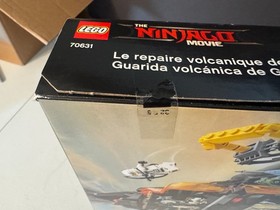 LEGO
70631
THE
NINJAGO
MOVIE
Le repaire volcanique de
Guarida volcánica de G